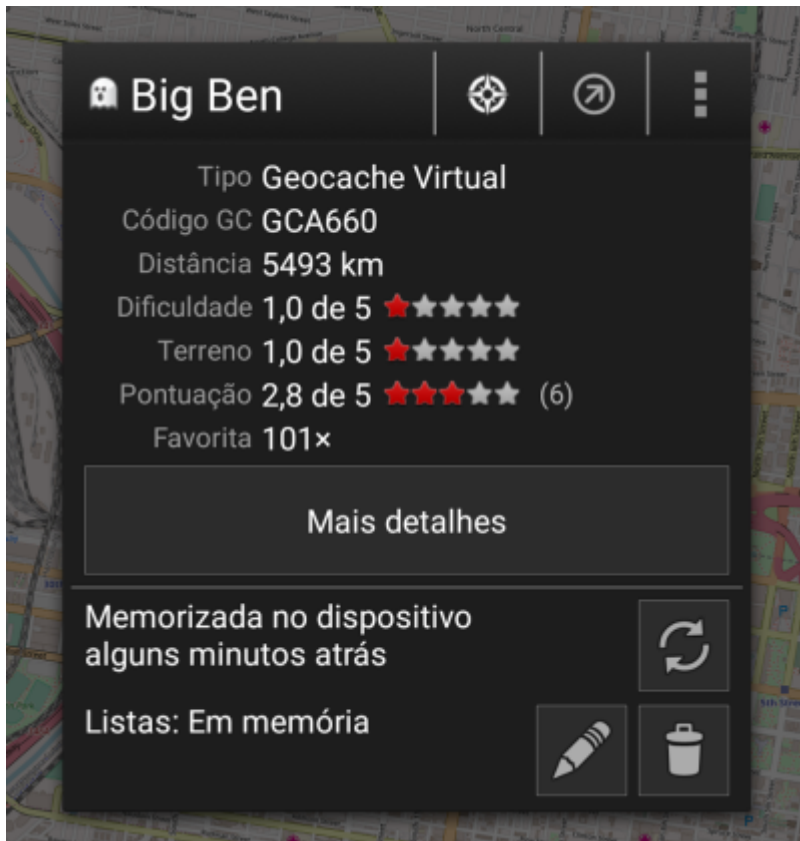 Big Ben
Tipo Geocache Virtual
Código GC GCA660
Distância 5493 km
Dificuldade 1,0 de 5
Terreno 1,0 de 5
Pontuação 2,8 de 5 (6)
Favorita 101×
Mais detalhes
Memorizada no dispositivo
alguns minutos atrás
Listas: Em memória